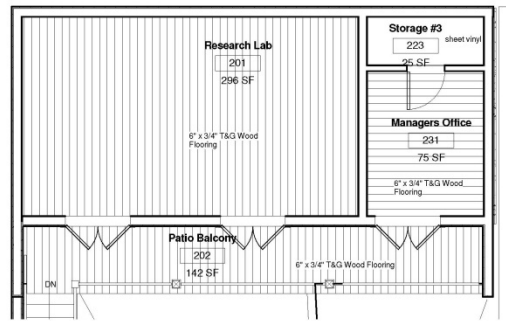 Research Lab
201
296 SF
6" x 3/4" T&G Wood
Flooring
Storage #3
223
sheet vinyl
25 SF
Managers Office
231
75 SF
6" x 3/4" T&G Wood
Flooring
Patio Balcony
202
142 SF
6" x 3/4" T&G Wood Flooring
DN